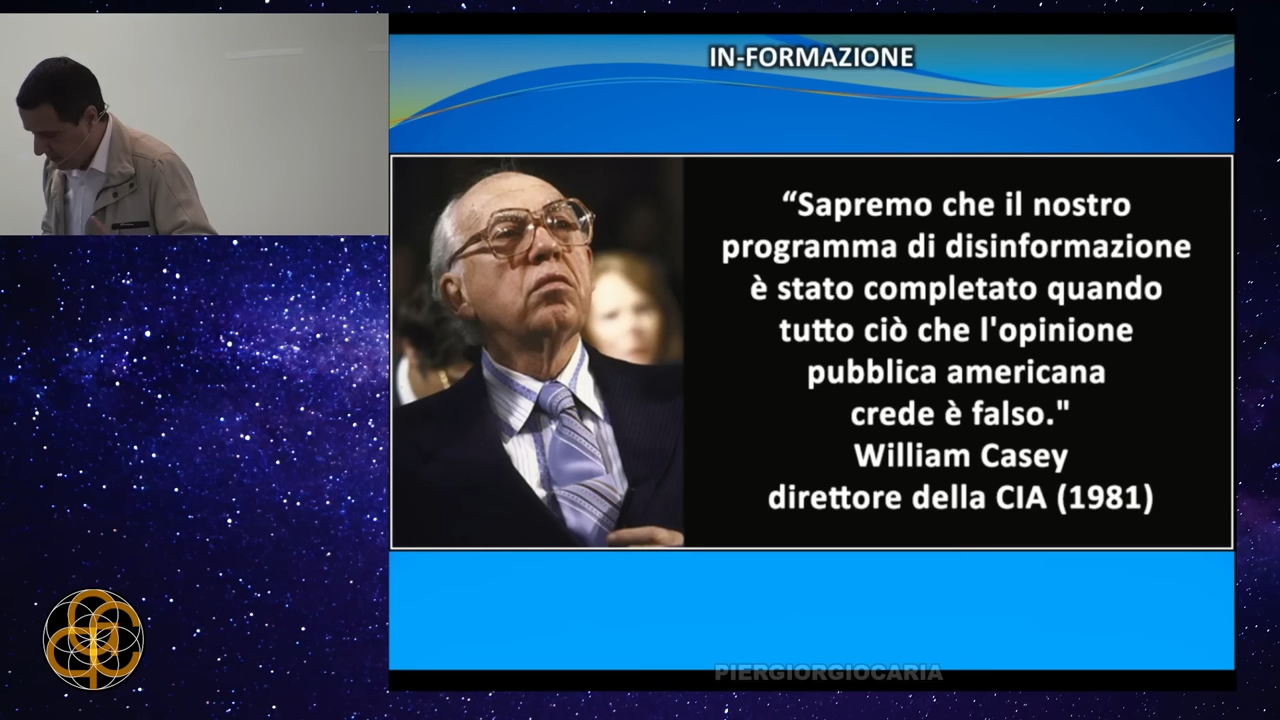 IN-FORMAZIONE
“Sapremo che il nostro
programma di disinformazione
è stato completato quando
tutto ciò che l'opinione
pubblica americana
crede è falso."
William Casey
direttore della CIA (1981)
PIERGIORGIOCARIA